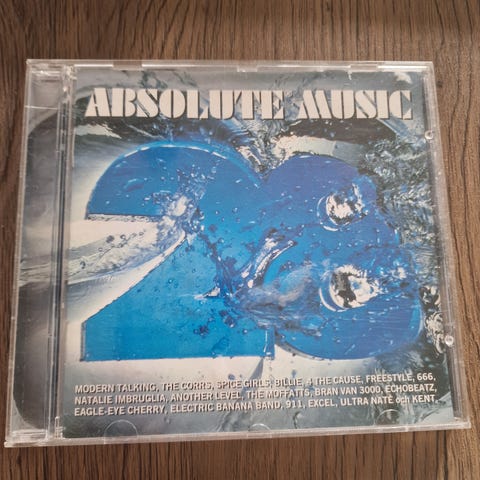 ABSOLUTE MUSIC
28
MODERN TALKING, THE CORRS, SPICE GIRLS, BILLIE, 4 THE CAUSE, FREESTYLE, 666,
NATALIE IMBRUGLIA, ANOTHER LEVEL, THE MOFFATTS, BRAN VAN 3000, ECHOBEATZ,
EAGLE-EYE CHERRY, ELECTRIC BANANA BAND, 911, EXCEL, ULTRA NATÉ och KENT,